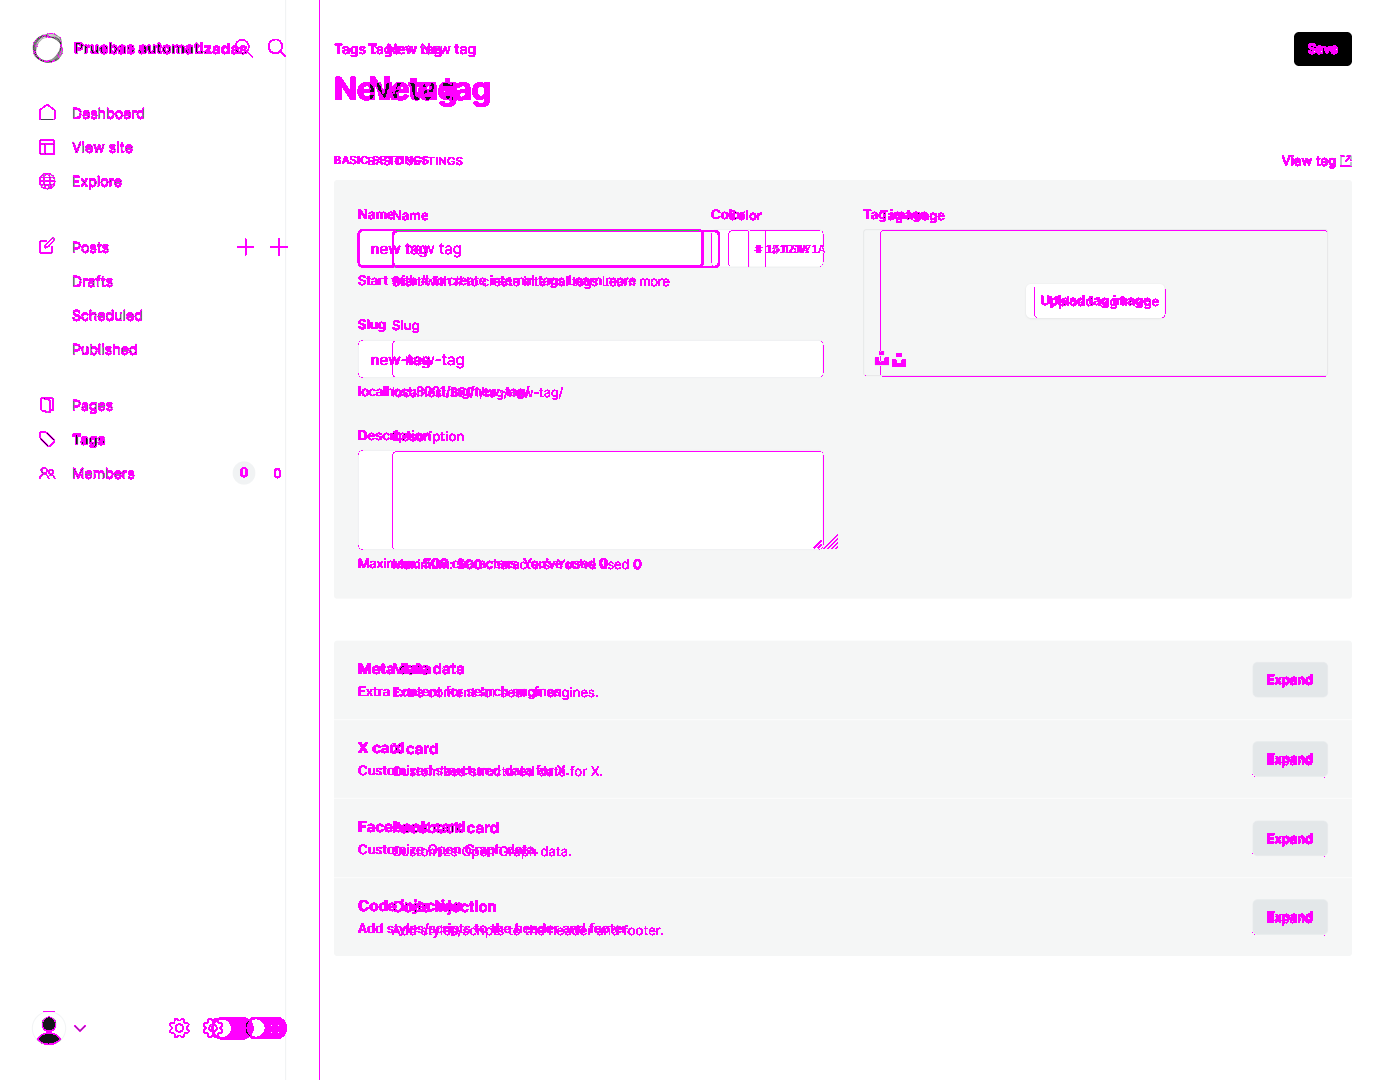 Pruebas automatizadas
Tags New tag
Save
New tag
Dashboard
View site
Explore
BASIC SETTINGS
View tag
Name
Color
Tag image
new tag
Posts
Start with # to create internal tags Learn more
Drafts
Upload tag image
Scheduled
Slug
Published
new-tag
localhost:3001/tag/new-tag/
Pages
Tags
Description
Members
0
0
Maximum: 500 characters. You've used 0
Meta data
Extra content for search engines.
Expand
X card
Customized structured data for X.
Expand
Facebook card
Customize Open Graph data.
Expand
Code injection
Add styles/scripts to the header and footer.
Expand